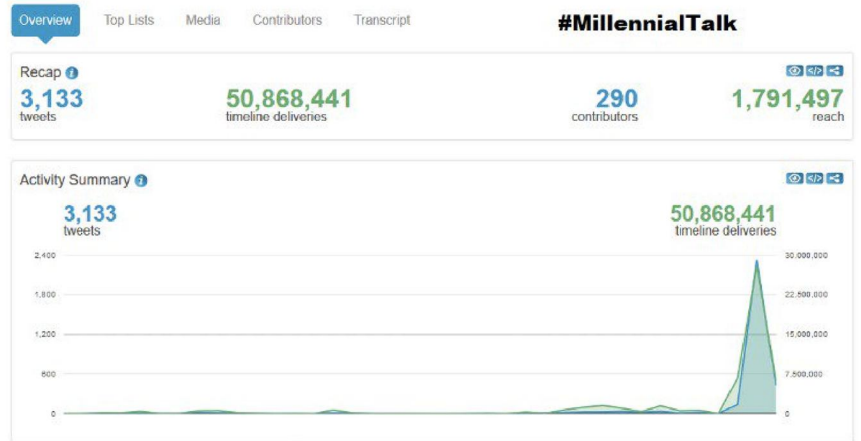 Overview Top Lists Media Contributors Transcript #MillennialTalk
Recap i
3,133 50,868,441 290 1,791,497
tweets timeline deliveries contributors reach
Activity Summary i
3,133 50,868,441
tweets timeline deliveries
2,400 30,000,000
1,800 22,500,000
1,200 15,000,000
600 7,500,000
0 0